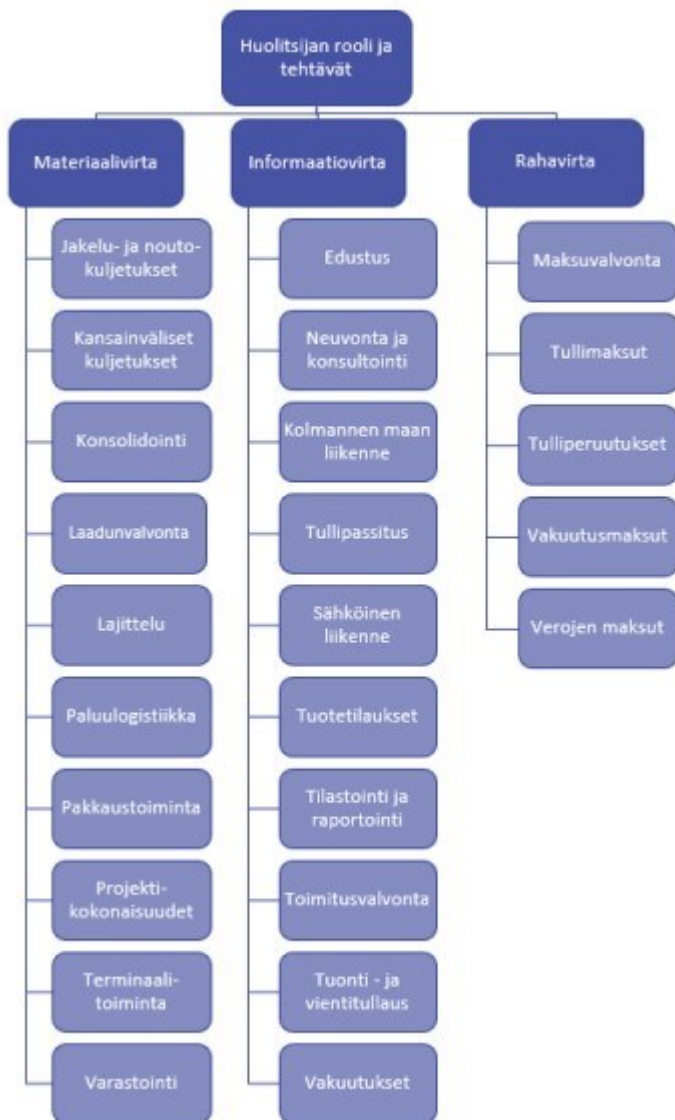 Huolitsijan rooli ja
tehtävät
Materiaalivirta
Jakelu- ja nouto-
kuljetukset
Kansainväliset
kuljetukset
Konsolidointi
Laadunvalvonta
Lajittelu
Paluulogistiikka
Pakkaustoiminta
Projekti-
kokonaisuudet
Terminaali-
toiminta
Varastointi
Informaatiovirta
Edustus
Neuvonta ja
konsultointi
Kolmannen maan
liikenne
Tullipassitus
Sähköinen
liikenne
Tuotetilaukset
Tilastointi ja
raportointi
Toimitusvalvonta
Tuonti - ja
vientitullaus
Vakuutukset
Rahavirta
Maksuvalvonta
Tullimaksut
Tulliperuutukset
Vakuutusmaksut
Verojen maksut